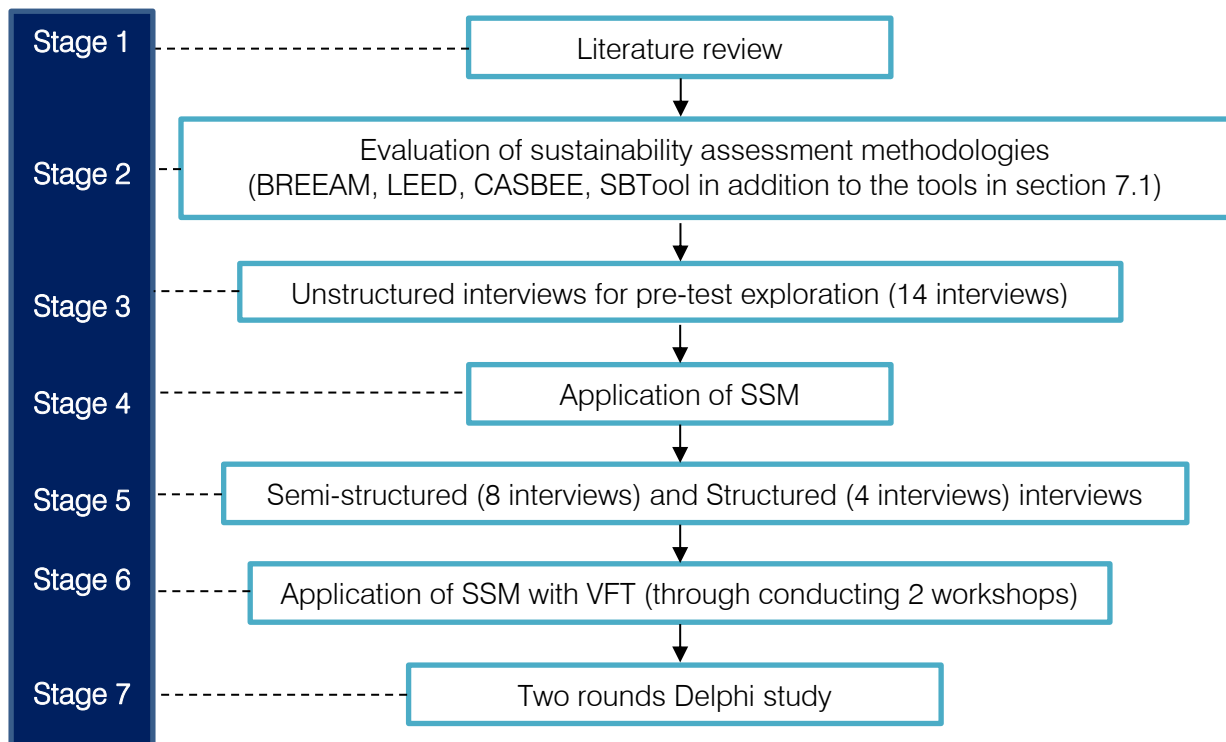 Stage 1
Literature review
Stage 2
Evaluation of sustainability assessment methodologies
(BREEAM, LEED, CASBEE, SBTool in addition to the tools in section 7.1)
Stage 3
Unstructured interviews for pre-test exploration (14 interviews)
Stage 4
Application of SSM
Stage 5
Semi-structured (8 interviews) and Structured (4 interviews) interviews
Stage 6
Application of SSM with VFT (through conducting 2 workshops)
Stage 7
Two rounds Delphi study